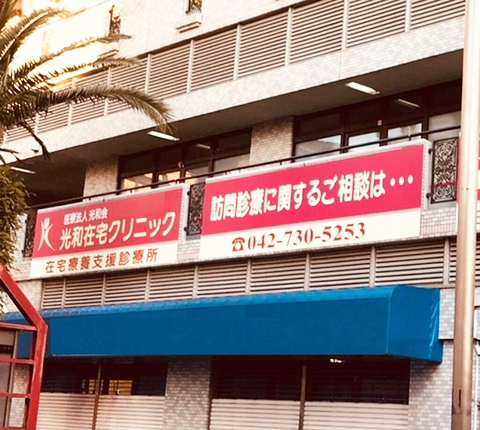 医療法人 光和会
光和在宅クリニック
在宅療養支援診療所
訪問診療に関するご相談は・・・
☎042-730-5253